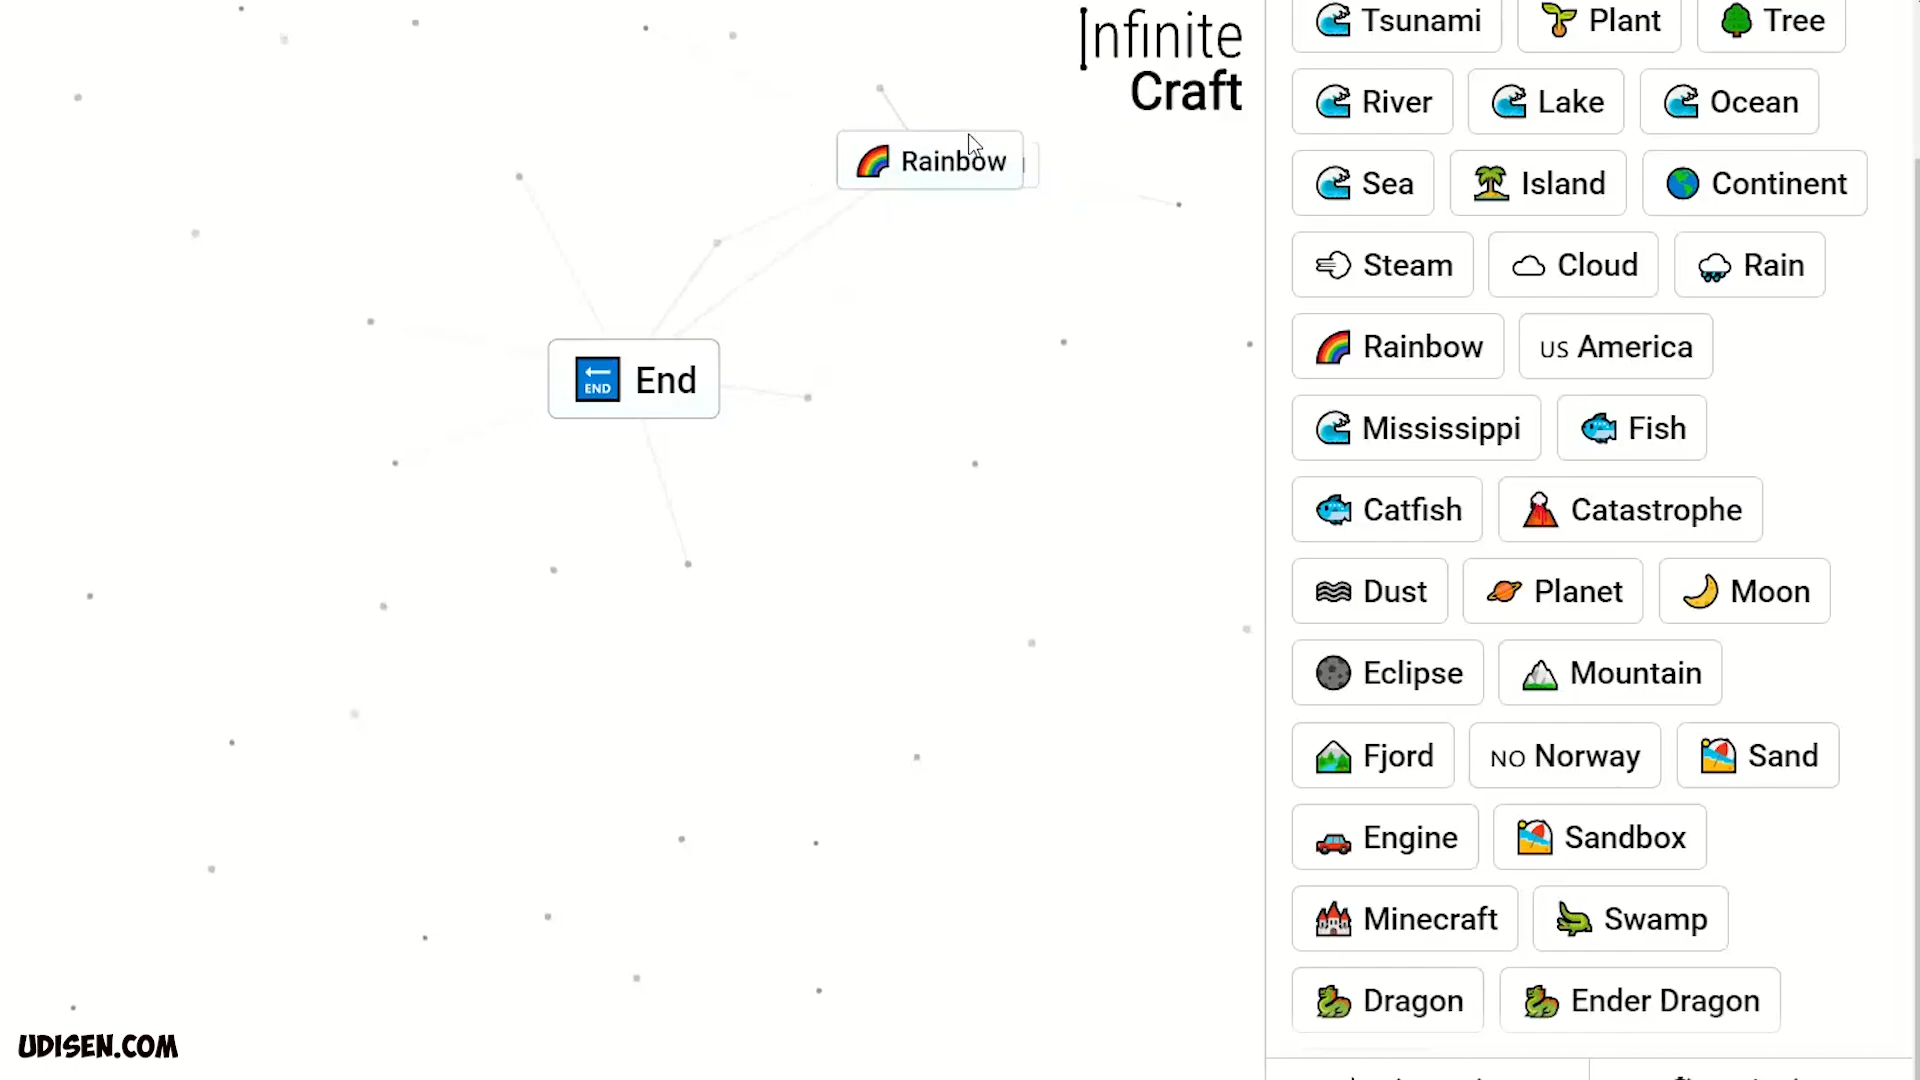 Infinite
Craft
Rainbow
END End
Tsunami Plant Tree
River Lake Ocean
Sea Island Continent
Steam Cloud Rain
Rainbow US America
Mississippi Fish
Catfish Catastrophe
Dust Planet Moon
Eclipse Mountain
Fjord NO Norway Sand
Engine Sandbox
Minecraft Swamp
Dragon Ender Dragon
UDISEN.COM